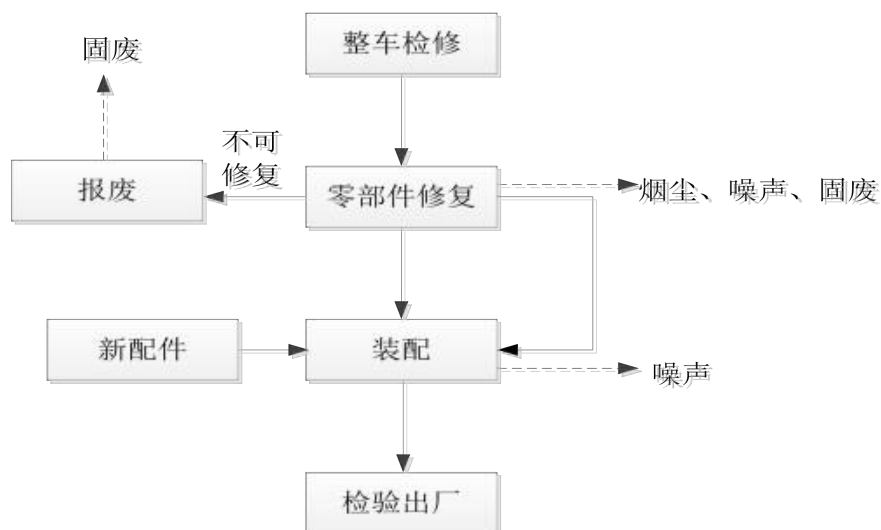 整车检修
固废
不可
修复
报废
零部件修复
烟尘、噪声、固废
新配件
装配
噪声
检验出厂